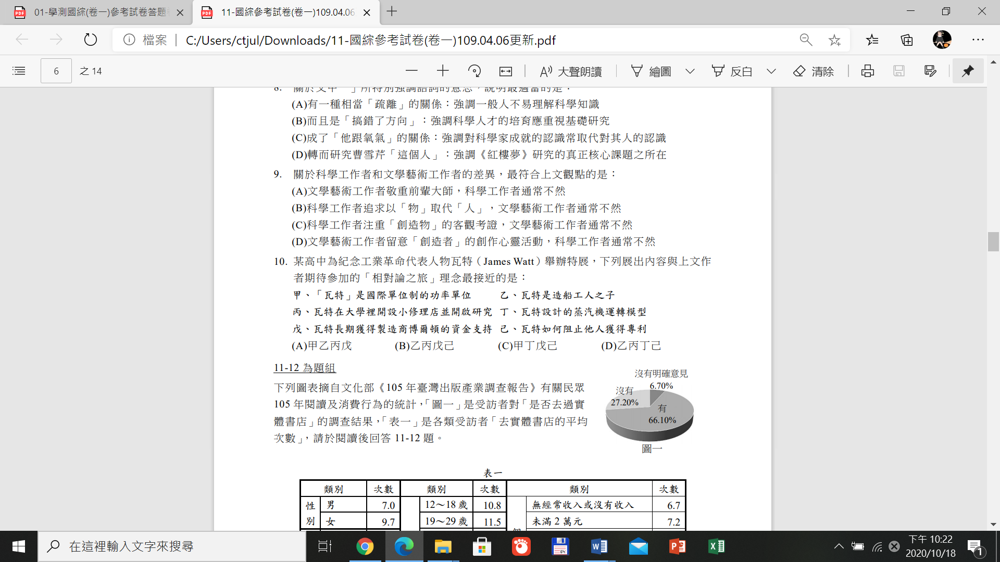 01-學測國綜(卷一)參考試卷答題
11-國綜參考試卷(卷一)109.04.06
檔案 C:/Users/ctjul/Downloads/11-國綜參考試卷(卷一)109.04.06更新.pdf
6 之 14 大聲朗讀 繪圖 反白 清除
8. 關於文中「」所特別強調語詞的意思，說明最適當的是：
(A)有一種相當「疏離」的關係：強調一般人不易理解科學知識
(B)而且是「搞錯了方向」：強調科學人才的培育應重視基礎研究
(C)成了「他跟氧氣」的關係：強調對科學家成就的認識常取代對其人的認識
(D)轉而研究曹雪芹「這個人」：強調《紅樓夢》研究的真正核心課題之所在
9. 關於科學工作者和文學藝術工作者的差異，最符合上文觀點的是：
(A)文學藝術工作者敬重前輩大師，科學工作者通常不然
(B)科學工作者追求以「物」取代「人」，文學藝術工作者通常不然
(C)科學工作者注重「創造物」的客觀考證，文學藝術工作者通常不然
(D)文學藝術工作者留意「創造者」的創作心靈活動，科學工作者通常不然
10. 某高中為紀念工業革命代表人物瓦特（James Watt）舉辦特展，下列展出內容與上文作
者期待參加的「相對論之旅」理念最接近的是：
甲、「瓦特」是國際單位制的功率單位 乙、瓦特是造船工人之子
丙、瓦特在大學裡開設小修理店並開啟研究 丁、瓦特設計的蒸汽機運轉模型
戊、瓦特長期獲得製造商博爾頓的資金支持 己、瓦特如何阻止他人獲得專利
(A)甲乙丙戊 (B)乙丙戊己 (C)甲丁戊己 (D)乙丙丁己
11-12 為題組
下列圖表摘自文化部《105 年臺灣出版產業調查報告》有關民眾
105 年閱讀及消費行為的統計，「圖一」是受訪者對「是否去過實
體書店」的調查結果，「表一」是各類受訪者「去實體書店的平均
次數」，請於閱讀後回答 11-12 題。
沒有明確意見
6.70%
沒有
27.20%
有
66.10%
圖一
表一
類別 次數 類別 次數 類別 次數
性別 男 7.0 12～18 歲 10.8 無經常收入或沒有收入 6.7
女 9.7 19～29 歲 11.5 未滿 2 萬元 7.2
在這裡輸入文字來搜尋
下午 10:22
2020/10/18
1